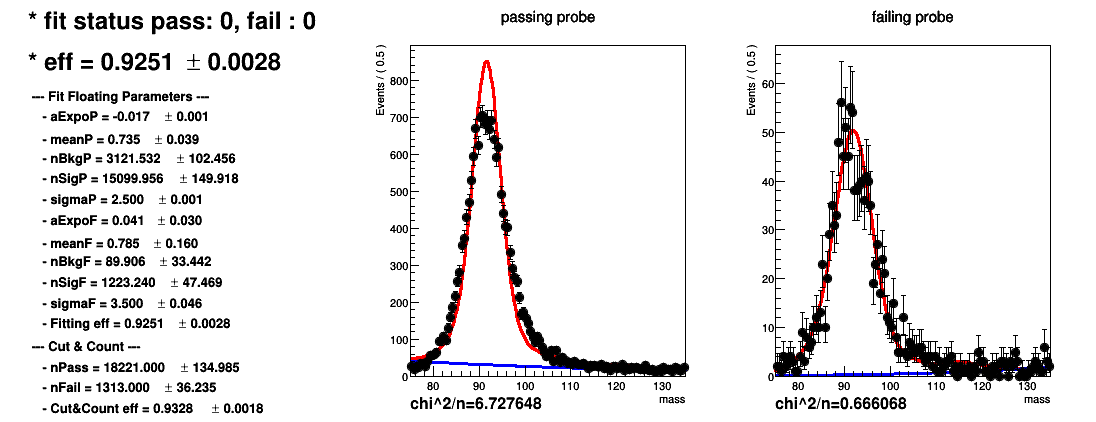 * fit status pass: 0, fail : 0
* eff = 0.9251 ± 0.0028
--- Fit Floating Parameters ---
- aExpoP = -0.017 ± 0.001
- meanP = 0.735 ± 0.039
- nBkgP = 3121.532 ± 102.456
- nSigP = 15099.956 ± 149.918
- sigmaP = 2.500 ± 0.001
- aExpoF = 0.041 ± 0.030
- meanF = 0.785 ± 0.160
- nBkgF = 89.906 ± 33.442
- nSigF = 1223.240 ± 47.469
- sigmaF = 3.500 ± 0.046
- Fitting eff = 0.9251 ± 0.0028
--- Cut & Count ---
- nPass = 18221.000 ± 134.985
- nFail = 1313.000 ± 36.235
- Cut&Count eff = 0.9328 ± 0.0018
passing probe
Events / ( 0.5 )
800
700
600
500
400
300
200
100
0
80 90 100 110 120 130
mass
chi^2/n=6.727648
failing probe
Events / ( 0.5 )
60
50
40
30
20
10
0
80 90 100 110 120 130
mass
chi^2/n=0.666068